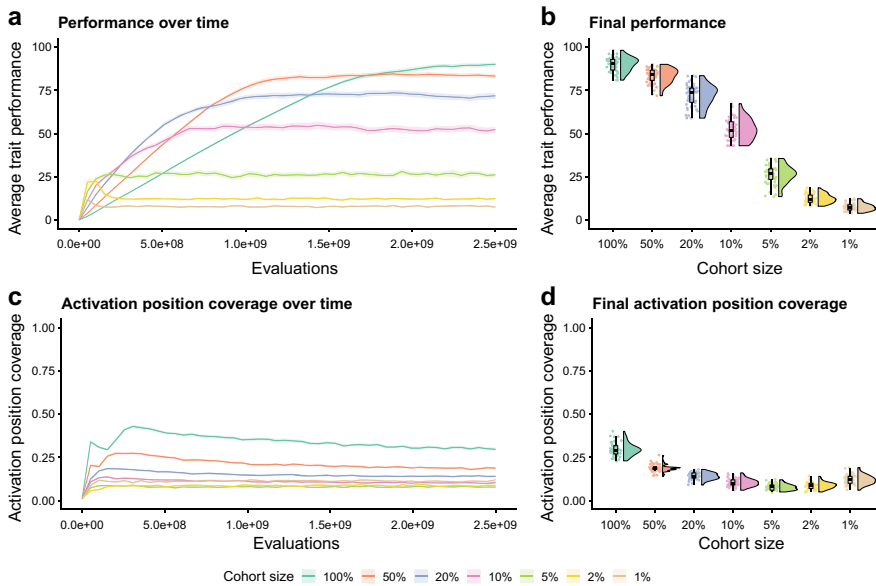 a Performance over time
Average trait performance
100
75
50
25
0
0.0e+00 5.0e+08 1.0e+09 1.5e+09 2.0e+09 2.5e+09
Evaluations
b Final performance
Average trait performance
100
75
50
25
0
100% 50% 20% 10% 5% 2% 1%
Cohort size
c Activation position coverage over time
Activation position coverage
1.00
0.75
0.50
0.25
0.00
0.0e+00 5.0e+08 1.0e+09 1.5e+09 2.0e+09 2.5e+09
Evaluations
d Final activation position coverage
Activation position coverage
1.00
0.75
0.50
0.25
0.00
100% 50% 20% 10% 5% 2% 1%
Cohort size
Cohort size 100% 50% 20% 10% 5% 2% 1%